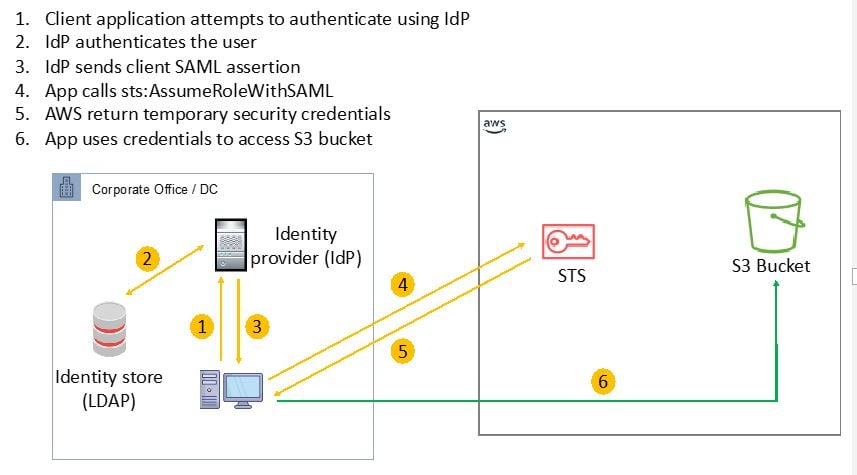 1. Client application attempts to authenticate using IdP
2. IdP authenticates the user
3. IdP sends client SAML assertion
4. App calls sts:AssumeRoleWithSAML
5. AWS return temporary security credentials
6. App uses credentials to access S3 bucket
aws
Corporate Office / DC
Identity
provider (IdP)
2
4
STS
S3 Bucket
1
3
5
Identity store
(LDAP)
6